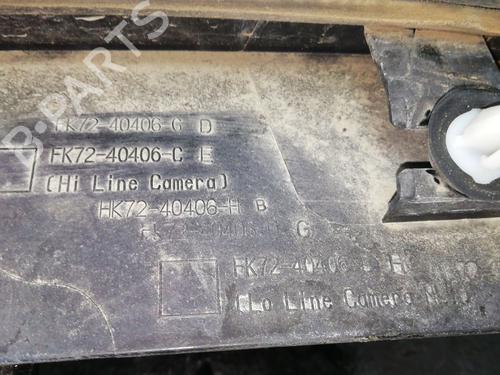 B-PARTS
FK72-40406-G D
FK72-40406-C E
(Hi Line Camera)
HK72-40406-H B
G
FK72-40406- H
(Lo Line Camera